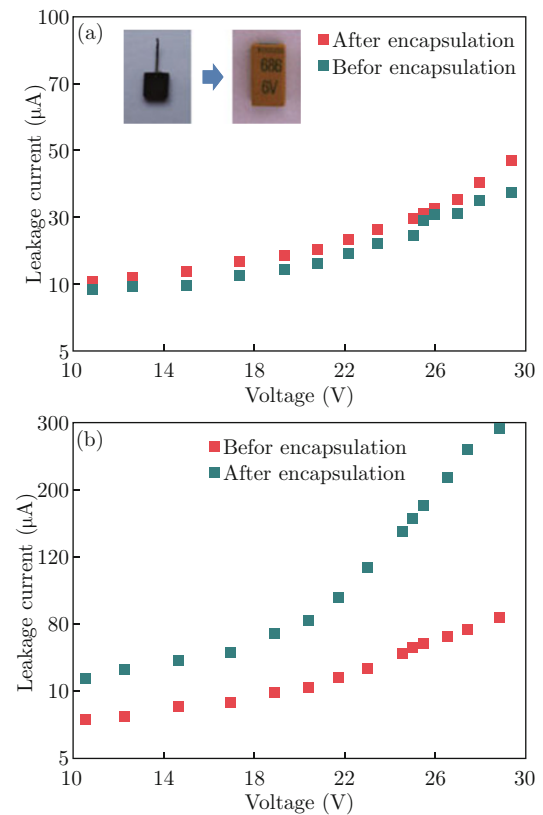 (a)
After encapsulation
Befor encapsulation
686
6V
100
70
50
30
10
5
Leakage current (μA)
10
14
18
22
26
30
Voltage (V)
(b)
Befor encapsulation
After encapsulation
300
200
120
80
10
5
Leakage current (μA)
10
14
18
22
26
30
Voltage (V)